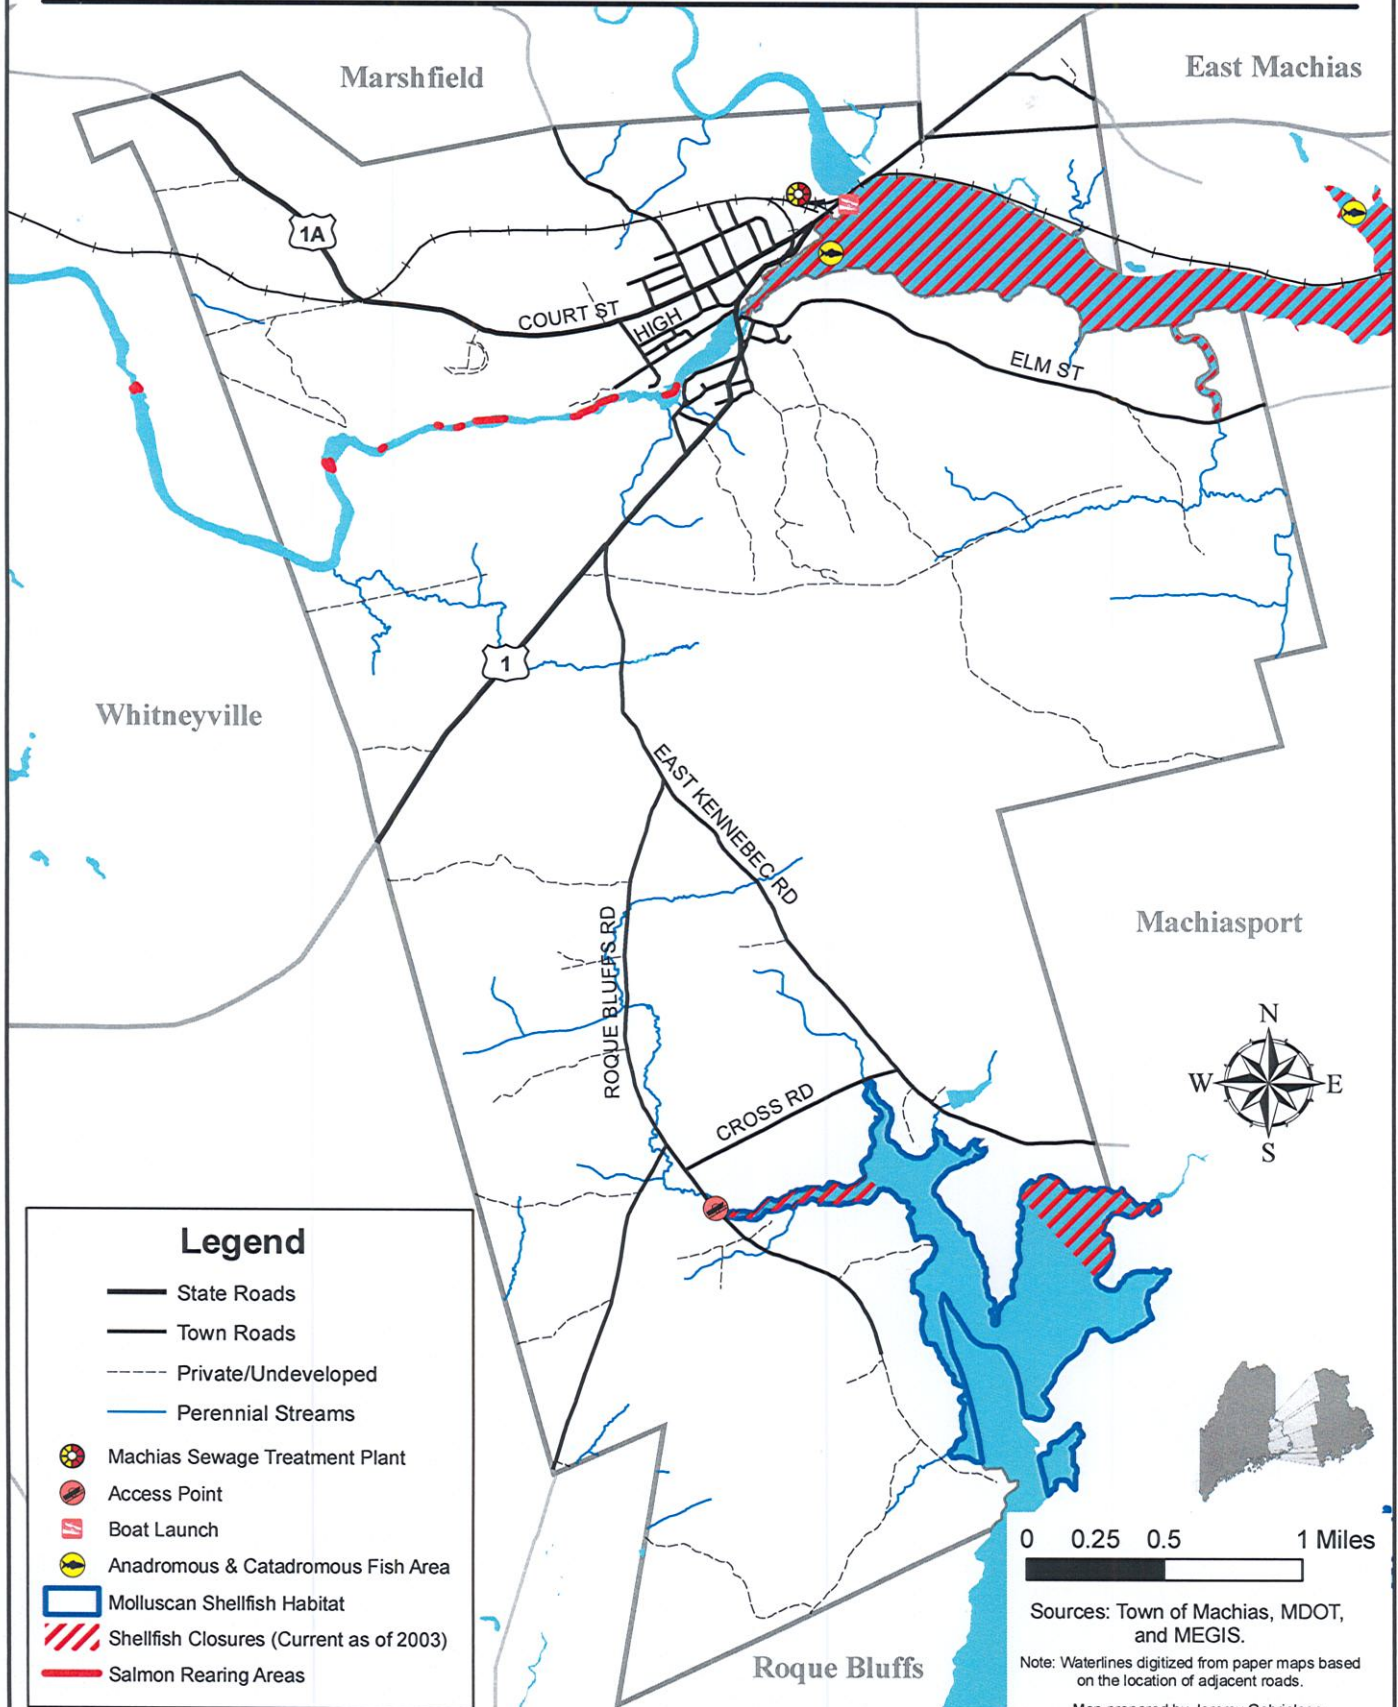 Marshfield
East Machias
1A
COURT ST
HIGH
ELM ST
1
Whitneyville
EAST KENNEBEC RD
Machiasport
ROQUE BLUFFS RD
N
W
E
S
CROSS RD
Legend
State Roads
Town Roads
Private/Undeveloped
Perennial Streams
Machias Sewage Treatment Plant
Access Point
Boat Launch
Anadromous & Catadromous Fish Area
Molluscan Shellfish Habitat
Shellfish Closures (Current as of 2003)
Salmon Rearing Areas
0 0.25 0.5 1 Miles
Sources: Town of Machias, MDOT,
and MEGIS.
Note: Waterlines digitized from paper maps based
on the location of adjacent roads.
Roque Bluffs